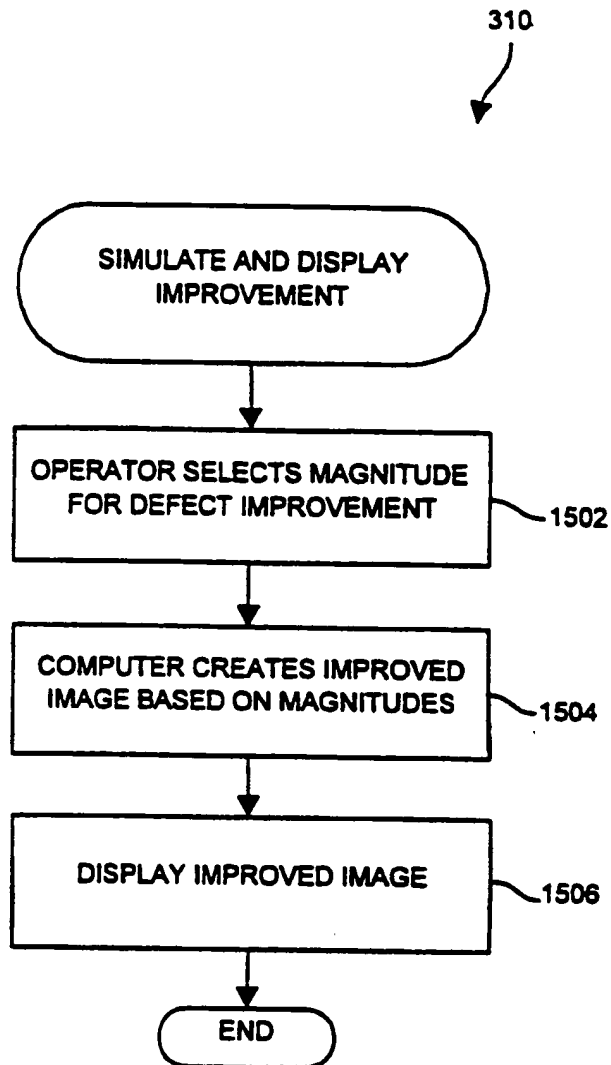 310
SIMULATE AND DISPLAY
IMPROVEMENT
OPERATOR SELECTS MAGNITUDE
FOR DEFECT IMPROVEMENT
1502
COMPUTER CREATES IMPROVED
IMAGE BASED ON MAGNITUDES
1504
DISPLAY IMPROVED IMAGE
1506
END